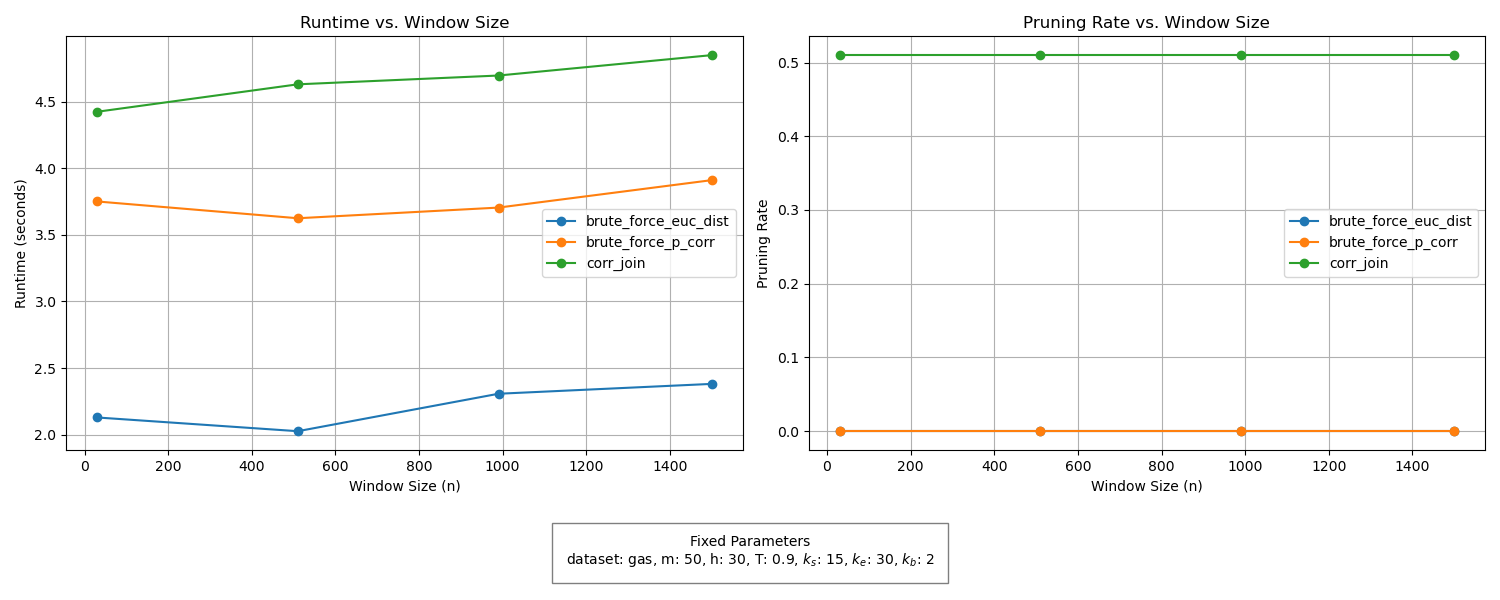 Runtime vs. Window Size
4.5
4.0
3.5
3.0
2.5
2.0
Runtime (seconds)
0 200 400 600 800 1000 1200 1400
Window Size (n)
brute_force_euc_dist
brute_force_p_corr
corr_join
Pruning Rate vs. Window Size
0.5
0.4
0.3
0.2
0.1
0.0
Pruning Rate
0 200 400 600 800 1000 1200 1400
Window Size (n)
brute_force_euc_dist
brute_force_p_corr
corr_join
Fixed Parameters
dataset: gas, m: 50, h: 30, T: 0.9, k_s: 15, k_e: 30, k_b: 2